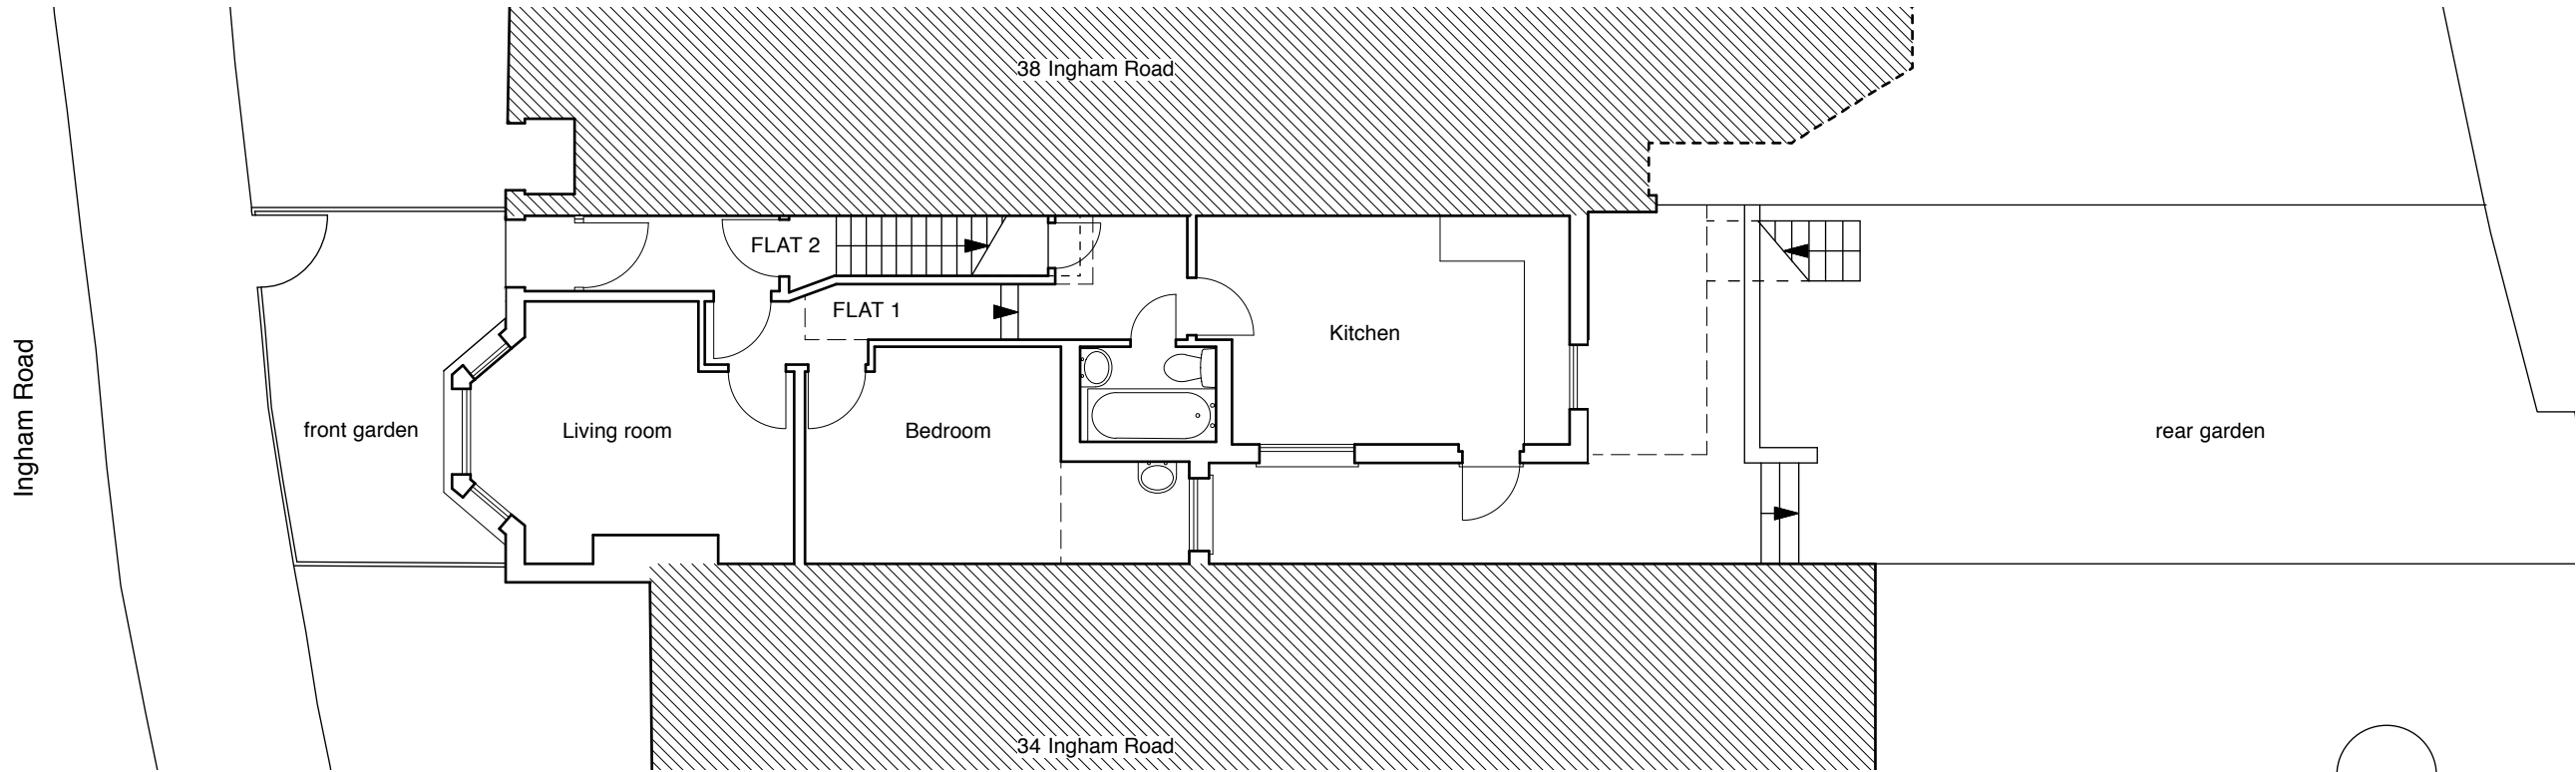 38 Ingham Road
FLAT 2
FLAT 1
Kitchen
Ingham Road
front garden
Living room
Bedroom
rear garden
34 Ingham Road